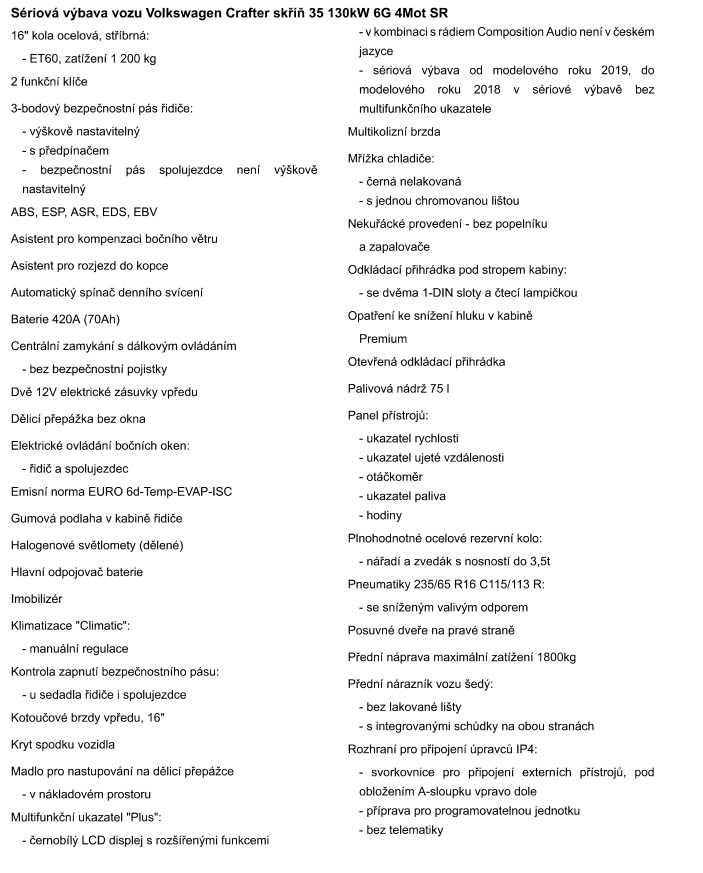 Sériová výbava vozu Volkswagen Crafter skříň 35 130kW 6G 4Mot SR
16" kola ocelová, stříbrná:
- ET60, zatížení 1 200 kg
2 funkční klíče
3-bodový bezpečnostní pás řidiče:
- výškově nastavitelný
- s předpínačem
- bezpečnostní pás spolujezdce není výškově
nastavitelný
ABS, ESP, ASR, EDS, EBV
Asistent pro kompenzaci bočního větru
Asistent pro rozjezd do kopce
Automatický spínač denního svícení
Baterie 420A (70Ah)
Centrální zamykání s dálkovým ovládáním
- bez bezpečnostní pojistky
Dvě 12V elektrické zásuvky vpředu
Dělicí přepážka bez okna
Elektrické ovládání bočních oken:
- řidič a spolujezdec
Emisní norma EURO 6d-Temp-EVAP-ISC
Gumová podlaha v kabině řidiče
Halogenové světlomety (dělené)
Hlavní odpojovač baterie
Imobilizér
Klimatizace "Climatic":
- manuální regulace
Kontrola zapnutí bezpečnostního pásu:
- u sedadla řidiče i spolujezdce
Kotoučové brzdy vpředu, 16"
Kryt spodku vozidla
Madlo pro nastupování na dělicí přepážce
- v nákladovém prostoru
Multifunkční ukazatel "Plus":
- černobílý LCD displej s rozšířenými funkcemi
- v kombinaci s rádiem Composition Audio není v českém
jazyce
- sériová výbava od modelového roku 2019, do
modelového roku 2018 v sériové výbavě bez
multifunkčního ukazatele
Multikolizní brzda
Mřížka chladiče:
- černá nelakovaná
- s jednou chromovanou lištou
Nekuřácké provedení - bez popelníku
a zapalovače
Odkládací přihrádka pod stropem kabiny:
- se dvěma 1-DIN sloty a čtecí lampičkou
Opatření ke snížení hluku v kabině
Premium
Otevřená odkládací přihrádka
Palivová nádrž 75 l
Panel přístrojů:
- ukazatel rychlosti
- ukazatel ujeté vzdálenosti
- otáčkoměr
- ukazatel paliva
- hodiny
Plnohodnotné ocelové rezervní kolo:
- nářadí a zvedák s nosností do 3,5t
Pneumatiky 235/65 R16 C115/113 R:
- se sníženým valivým odporem
Posuvné dveře na pravé straně
Přední náprava maximální zatížení 1800kg
Přední nárazník vozu šedý:
- bez lakované lišty
- s integrovanými schůdky na obou stranách
Rozhraní pro připojení úpravců IP4:
- svorkovnice pro připojení externích přístrojů, pod
obložením A-sloupku vpravo dole
- příprava pro programovatelnou jednotku
- bez telematiky